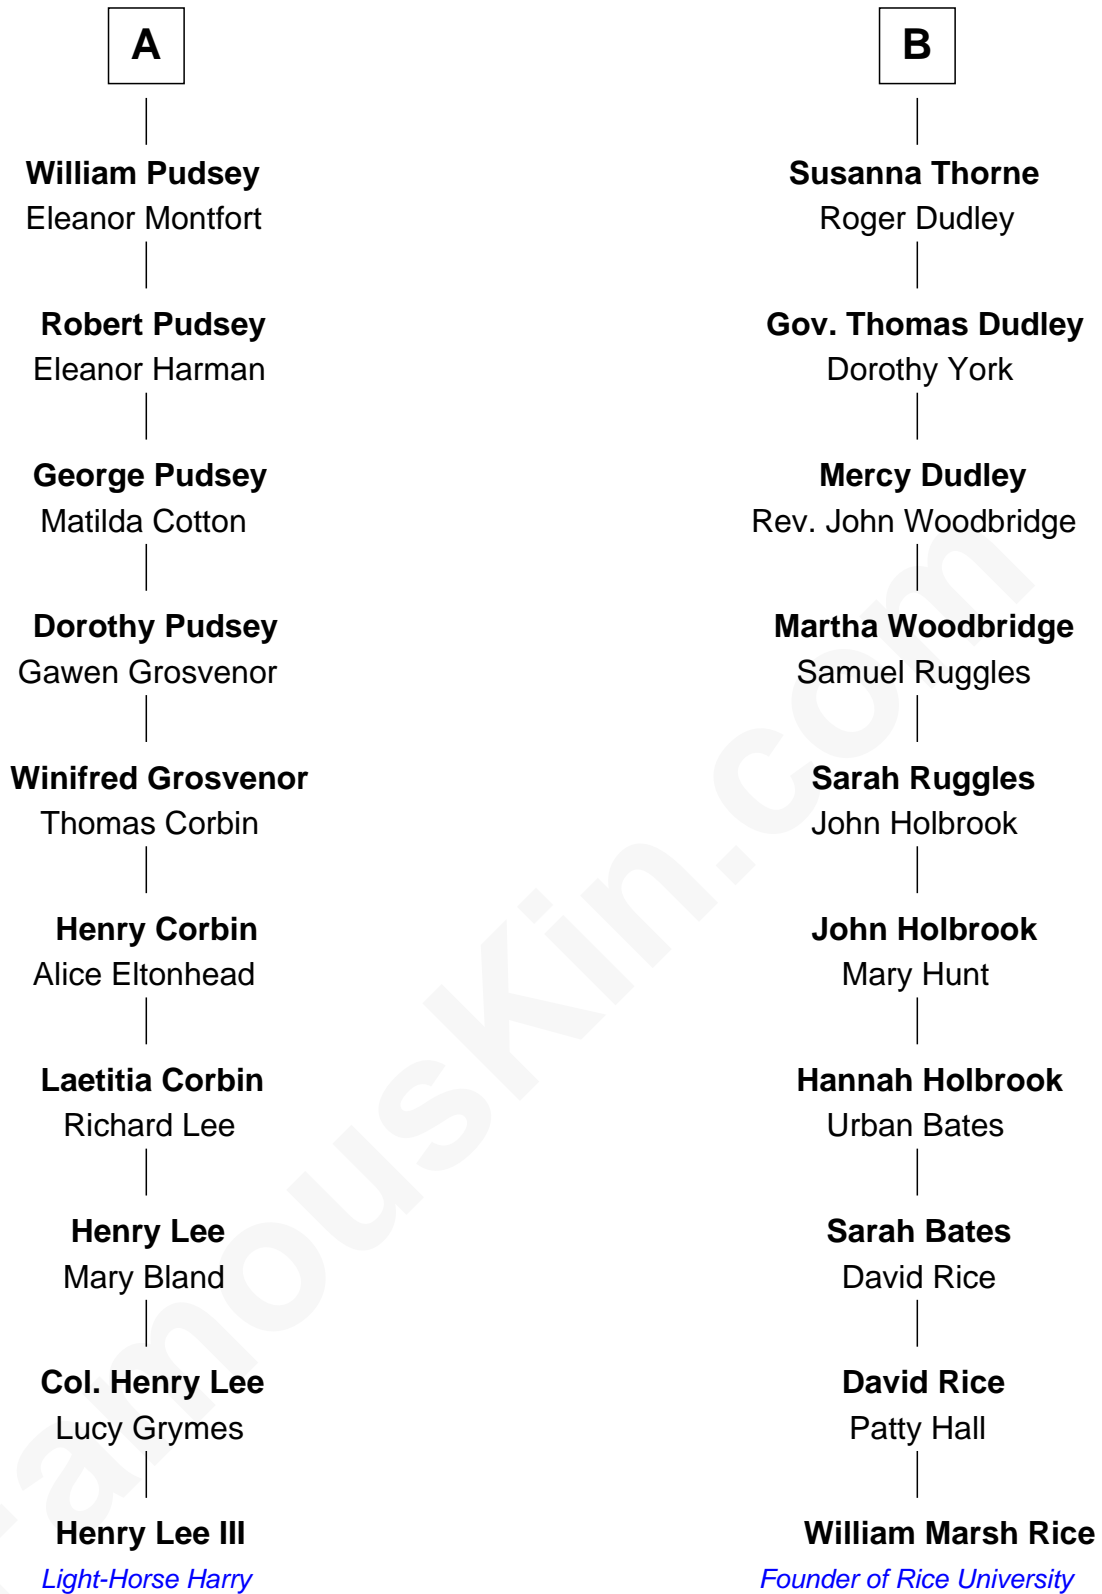 A
William Pudsey
Eleanor Montfort
Robert Pudsey
Eleanor Harman
George Pudsey
Matilda Cotton
Dorothy Pudsey
Gawen Grosvenor
Winifred Grosvenor
Thomas Corbin
Henry Corbin
Alice Eltonhead
Laetitia Corbin
Richard Lee
Henry Lee
Mary Bland
Col. Henry Lee
Lucy Grymes
Henry Lee III
Light-Horse Harry
B
Susanna Thorne
Roger Dudley
Gov. Thomas Dudley
Dorothy York
Mercy Dudley
Rev. John Woodbridge
Martha Woodbridge
Samuel Ruggles
Sarah Ruggles
John Holbrook
John Holbrook
Mary Hunt
Hannah Holbrook
Urban Bates
Sarah Bates
David Rice
David Rice
Patty Hall
William Marsh Rice
Founder of Rice University
FamousKin.com